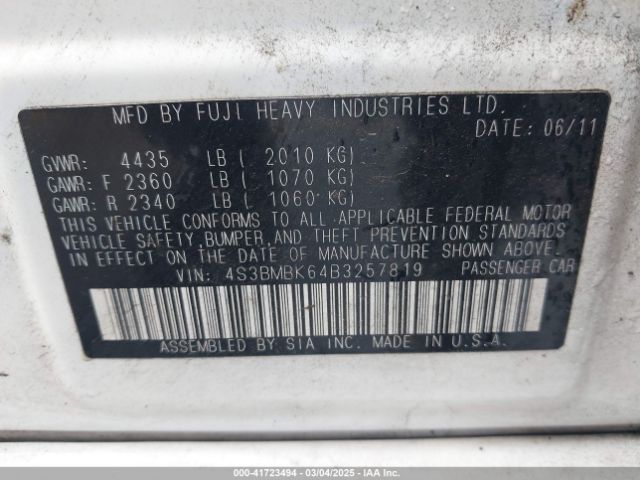 MFD BY FUJI HEAVY INDUSTRIES LTD.
DATE: 06/11
GVWR: 4435 LB ( 2010 KG)
GAWR: F 2360 LB ( 1070 KG)
GAWR: R 2340 LB ( 1060 KG)
THIS VEHICLE CONFORMS TO ALL APPLICABLE FEDERAL MOTOR
VEHICLE SAFETY, BUMPER, AND THEFT PREVENTION STANDARDS
IN EFFECT ON THE DATE OF MANUFACTURE SHOWN ABOVE.
VIN: 4S3BMBK64B3257819 PASSENGER CAR
ASSEMBLED BY SIA INC. MADE IN U.S.A.
000-41723494 - 03/04/2025 - IAA Inc.